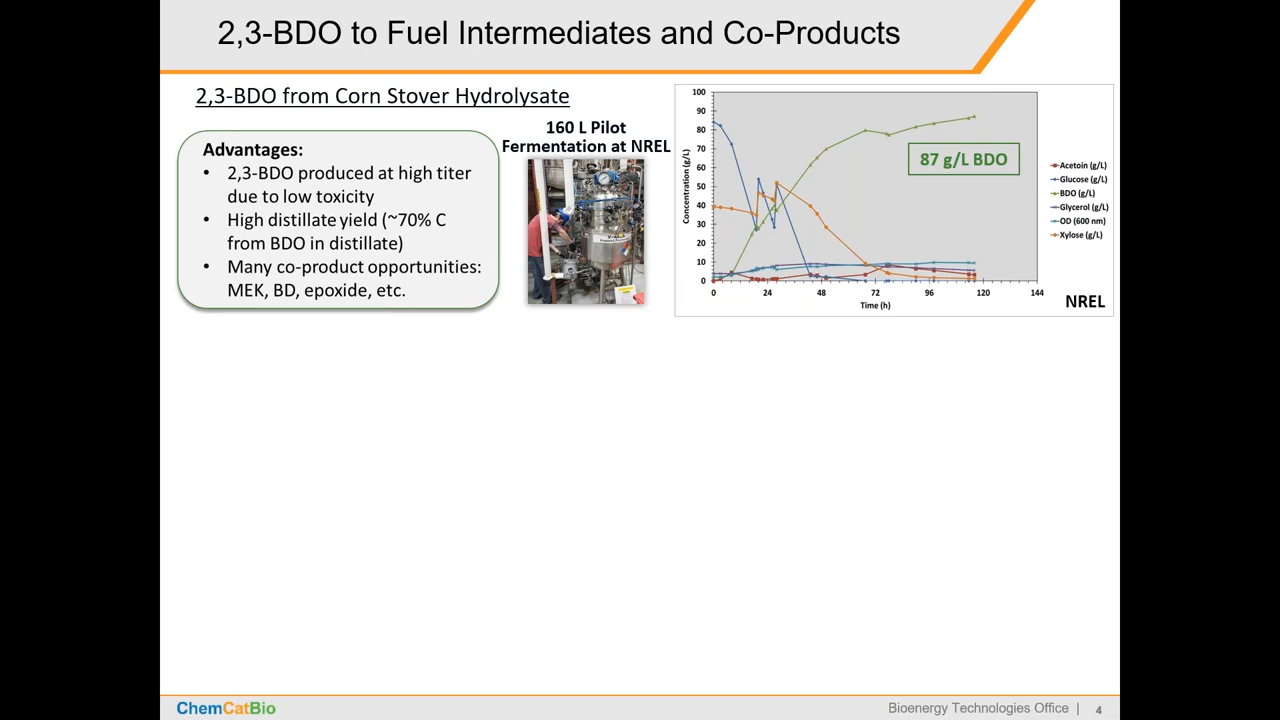 2,3-BDO to Fuel Intermediates and Co-Products
2,3-BDO from Corn Stover Hydrolysate
Advantages:
• 2,3-BDO produced at high titer
due to low toxicity
• High distillate yield (~70% C
from BDO in distillate)
• Many co-product opportunities:
MEK, BD, epoxide, etc.
160 L Pilot
Fermentation at NREL
Concentration (g/L)
100
90
80
70
60
50
40
30
20
10
0
0 24 48 72 96 120 144
Time (h)
87 g/L BDO
Acetoin (g/L)
Glucose (g/L)
BDO (g/L)
Glycerol (g/L)
OD (600 nm)
Xylose (g/L)
NREL
ChemCatBio
Bioenergy Technologies Office | 4